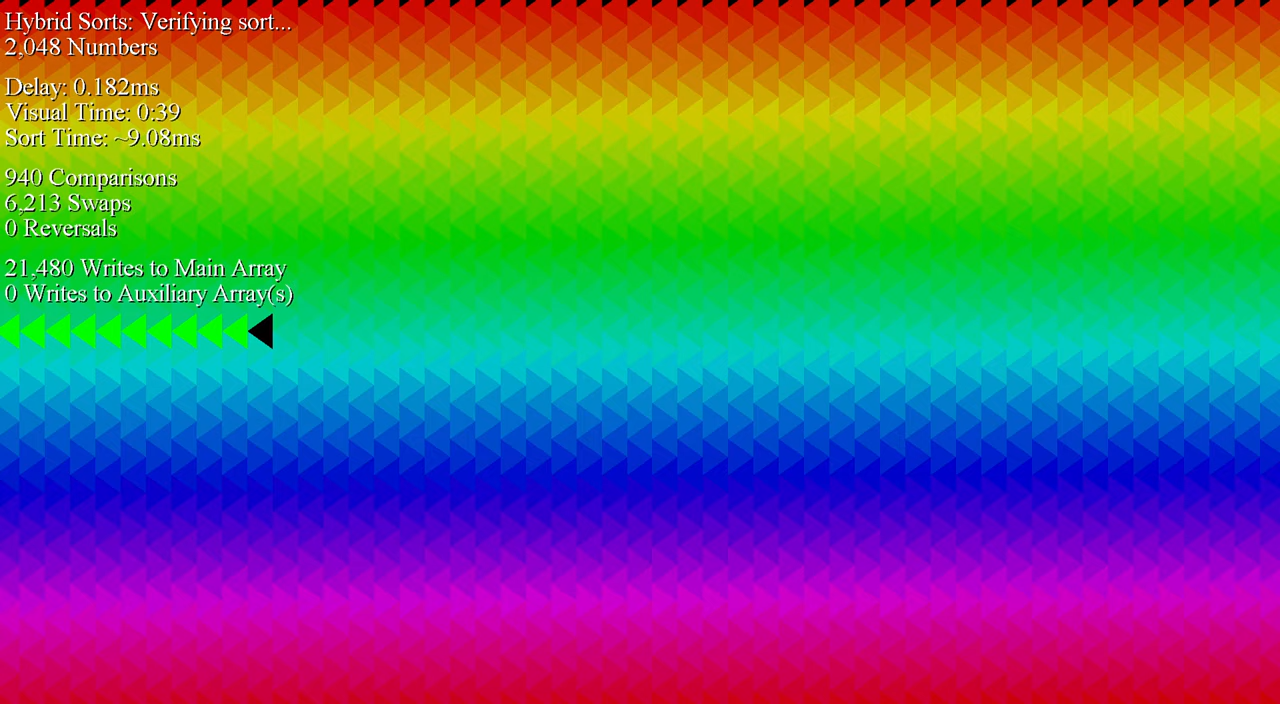 Hybrid Sorts: Verifying sort...
2,048 Numbers
Delay: 0.182ms
Visual Time: 0:39
Sort Time: ~9.08ms
940 Comparisons
6,213 Swaps
0 Reversals
21,480 Writes to Main Array
0 Writes to Auxiliary Array(s)